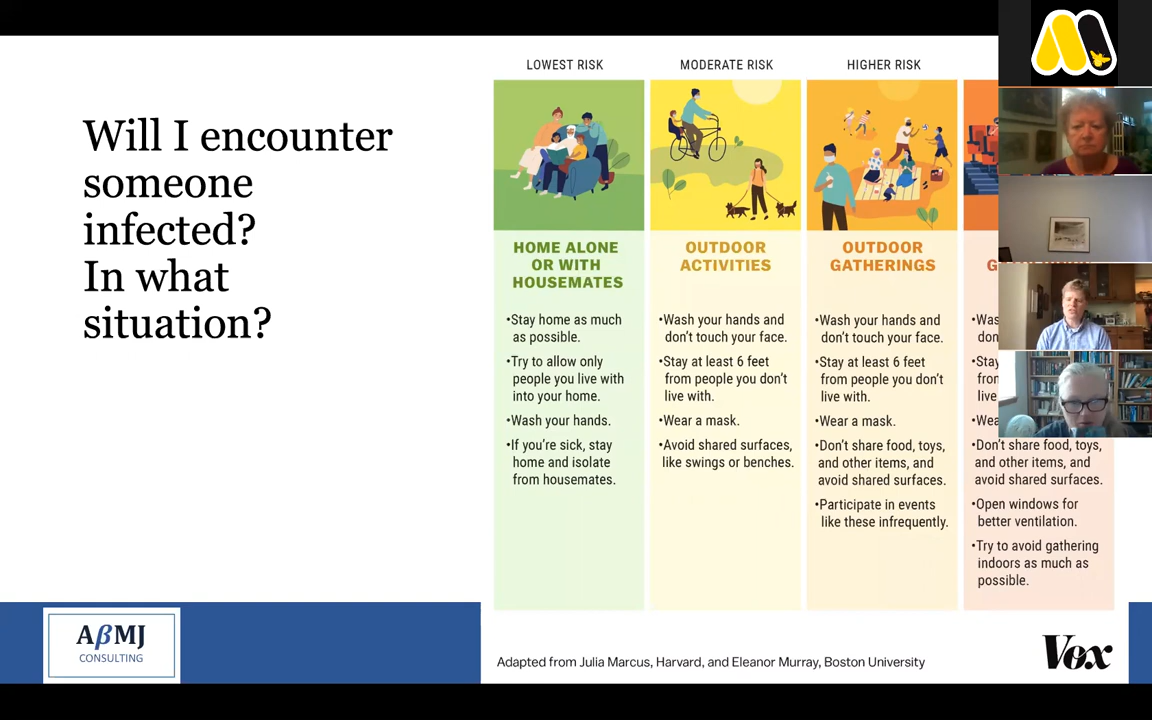 Will I encounter
someone
infected?
In what
situation?
LOWEST RISK
HOME ALONE
OR WITH
HOUSEMATES
•Stay home as much
as possible.
•Try to allow only
people you live with
into your home.
•Wash your hands.
•If you’re sick, stay
home and isolate
from housemates.
MODERATE RISK
OUTDOOR
ACTIVITIES
•Wash your hands and
don’t touch your face.
•Stay at least 6 feet
from people you don’t
live with.
•Wear a mask.
•Avoid shared surfaces,
like swings or benches.
HIGHER RISK
OUTDOOR
GATHERINGS
•Wash your hands and
don’t touch your face.
•Stay at least 6 feet
from people you don’t
live with.
•Wear a mask.
•Don’t share food, toys,
and other items, and
avoid shared surfaces.
•Participate in events
like these infrequently.
•Don’t share food, toys,
and other items, and
avoid shared surfaces.
•Open windows for
better ventilation.
•Try to avoid gathering
indoors as much as
possible.
AβMJ
CONSULTING
Adapted from Julia Marcus, Harvard, and Eleanor Murray, Boston University
Vox